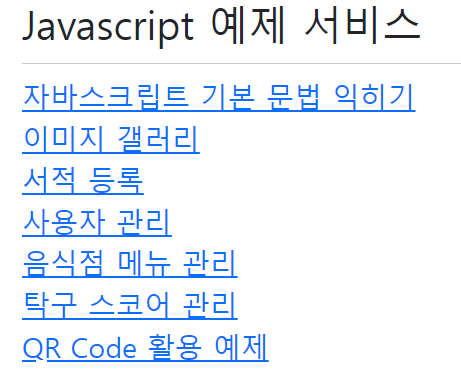 Javascript 예제 서비스
자바스크립트 기본 문법 익히기
이미지 갤러리
서적 등록
사용자 관리
음식점 메뉴 관리
탁구 스코어 관리
QR Code 활용 예제